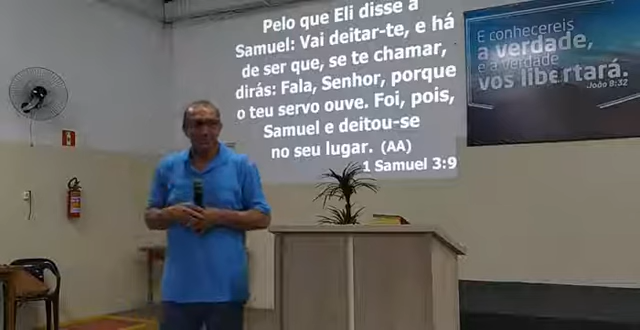 Pelo que Eli disse a
Samuel: Vai deitar-te, e há
de ser que, se te chamar,
dirás: Fala, Senhor, porque
o teu servo ouve. Foi, pois,
Samuel e deitou-se
no seu lugar. (AA)
1 Samuel 3:9
E conhecereis
a verdade,
e a verdade
vos libertará.
João 8:32